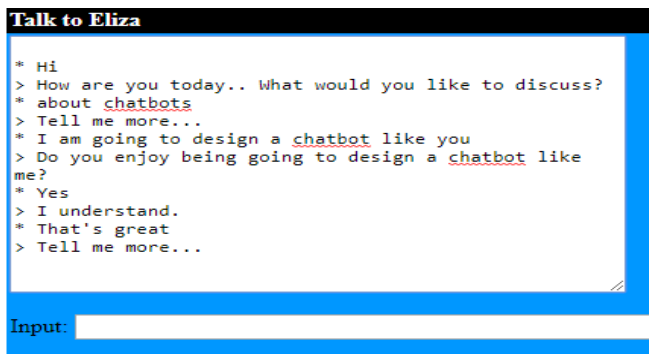 Talk to Eliza
* Hi
> How are you today.. What would you like to discuss?
* about chatbots
> Tell me more...
* I am going to design a chatbot like you
> Do you enjoy being going to design a chatbot like
me?
* Yes
> I understand.
* That's great
> Tell me more...
Input: